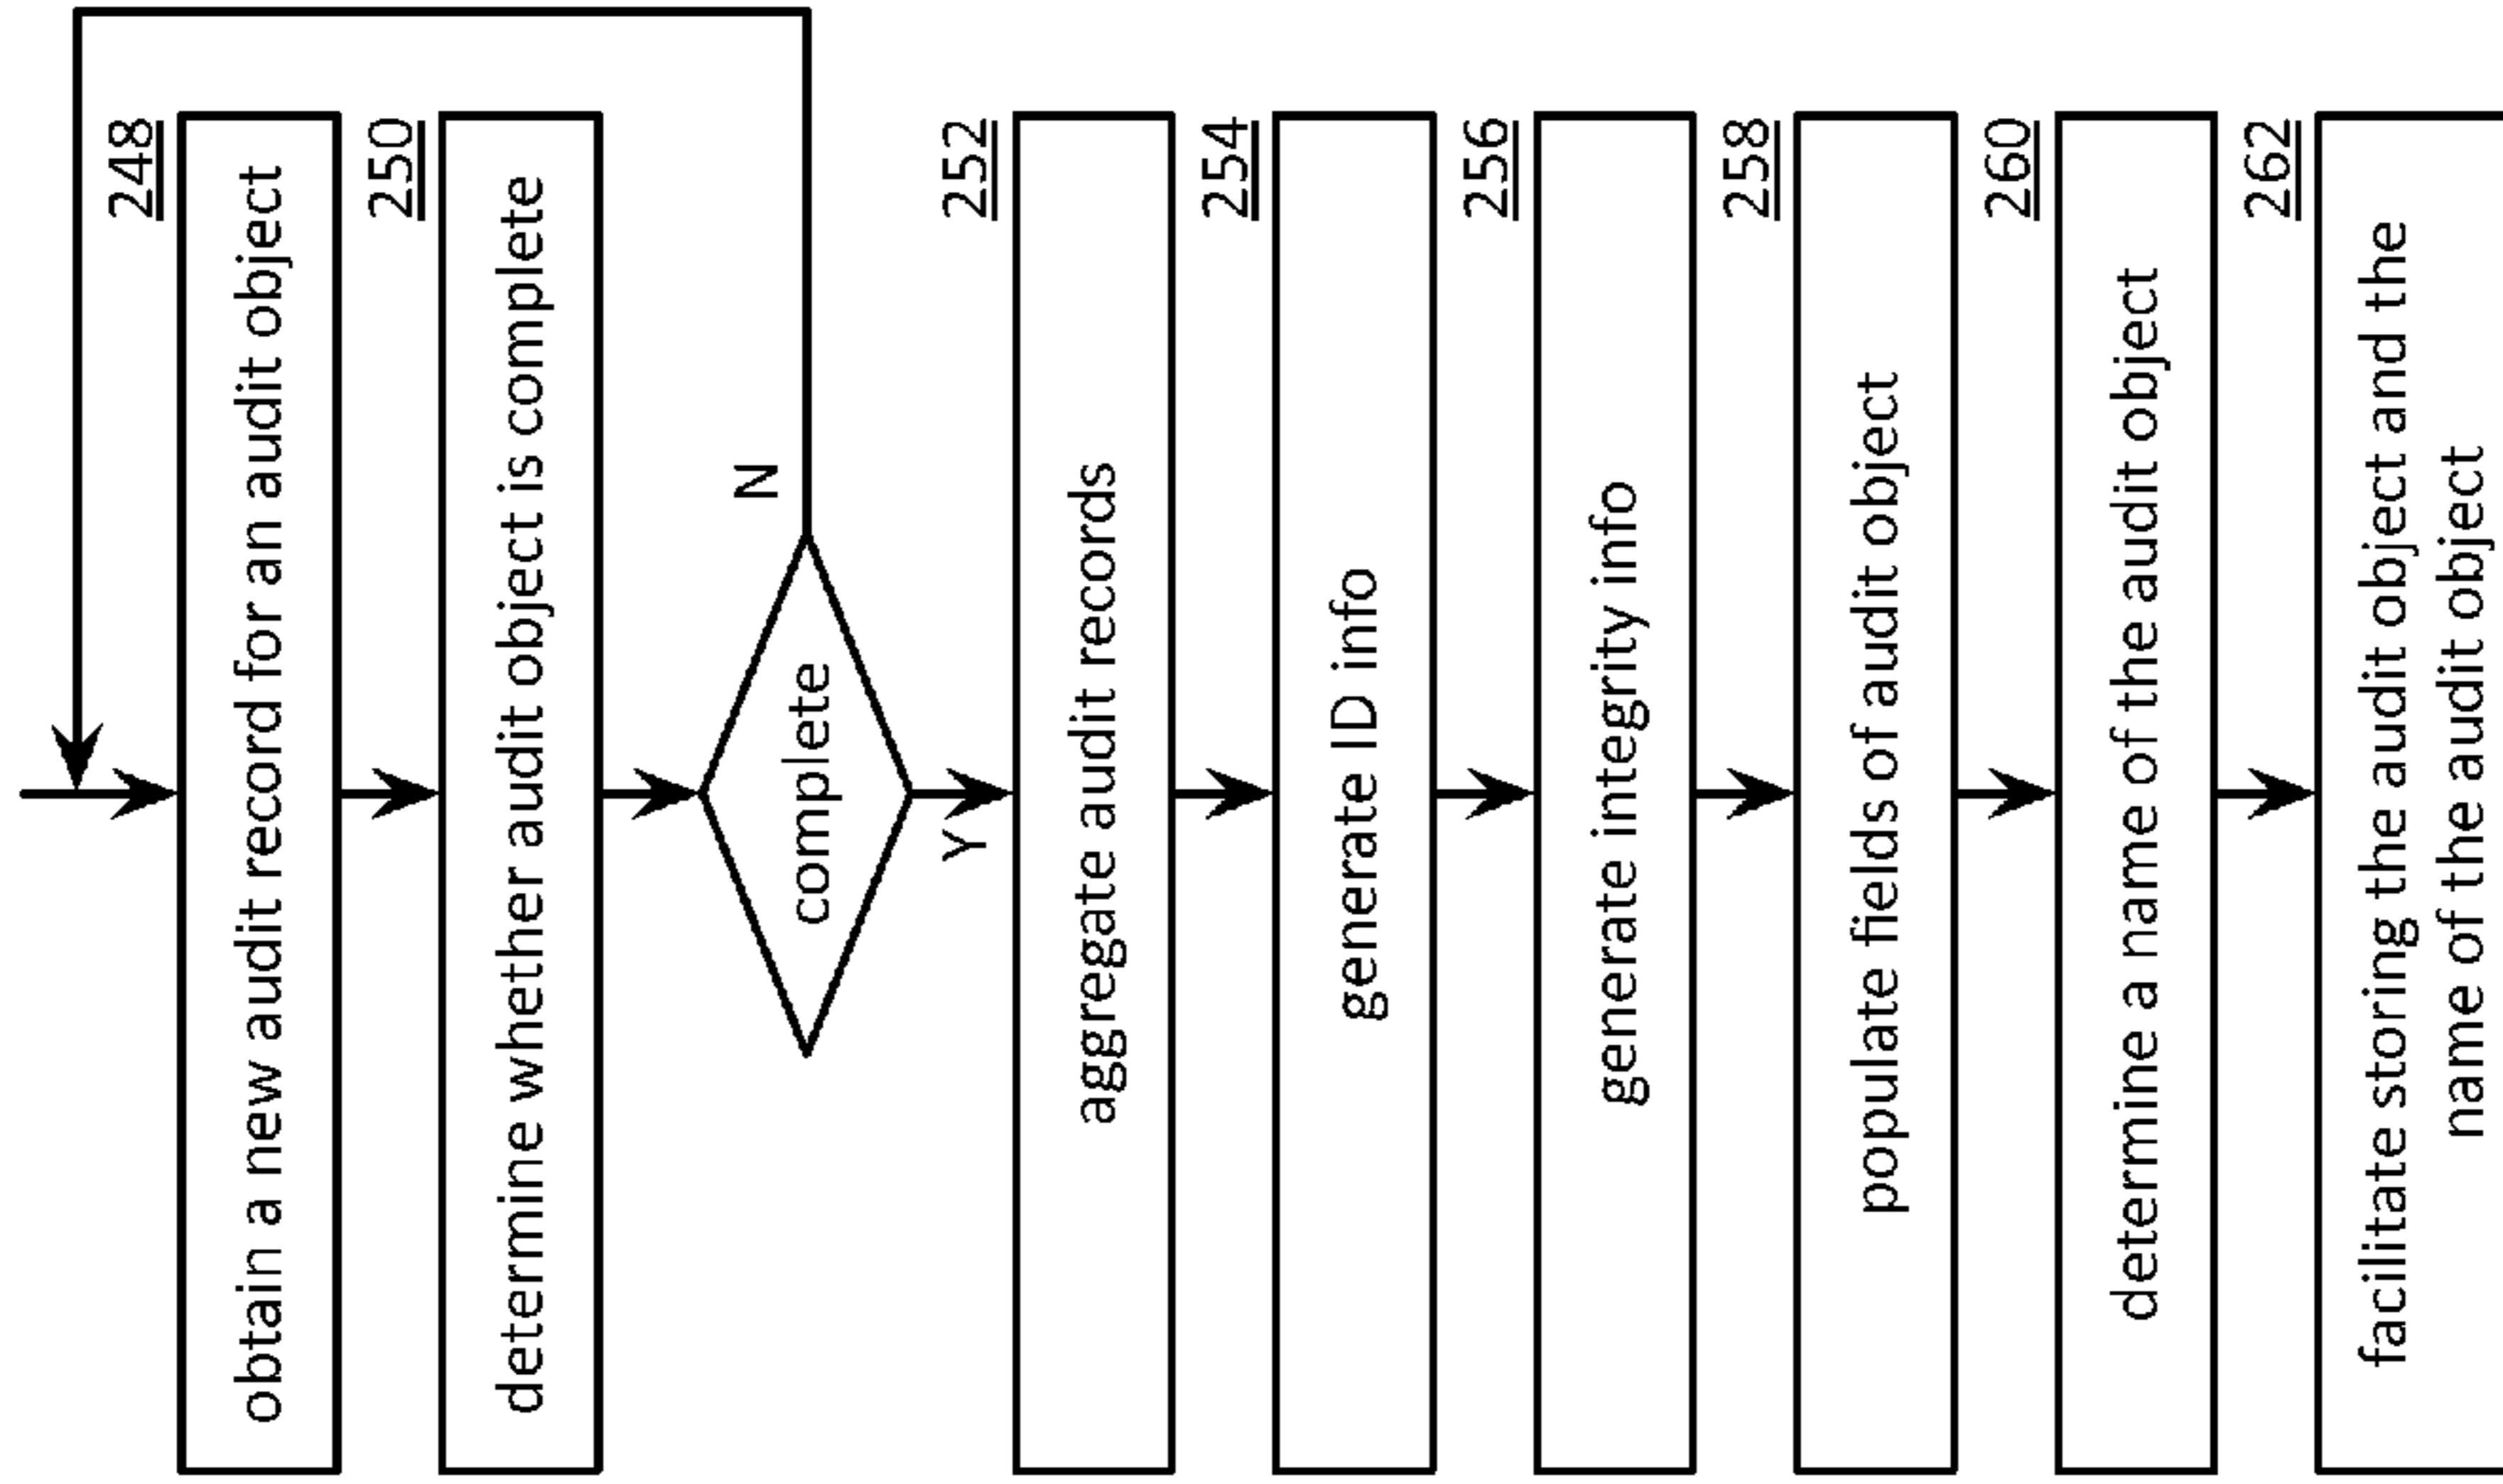 248
obtain a new audit record for an audit object
250
determine whether audit object is complete
complete
N
Y
252
aggregate audit records
254
generate ID info
256
generate integrity info
258
populate fields of audit object
260
determine a name of the audit object
262
facilitate storing the audit object and the
name of the audit object